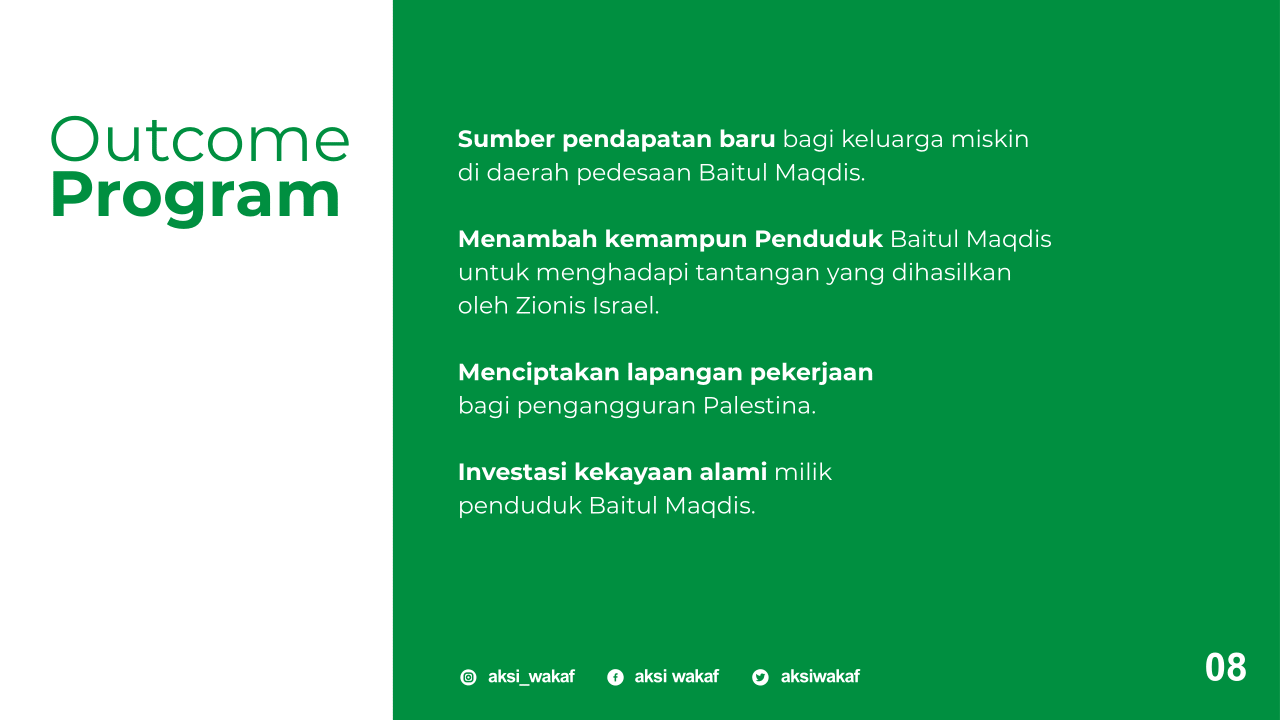 Outcome
Program
Sumber pendapatan baru bagi keluarga miskin
di daerah pedesaan Baitul Maqdis.
Menambah kemampun Penduduk Baitul Maqdis
untuk menghadapi tantangan yang dihasilkan
oleh Zionis Israel.
Menciptakan lapangan pekerjaan
bagi pengangguran Palestina.
Investasi kekayaan alami milik
penduduk Baitul Maqdis.
aksi_wakaf aksi wakaf aksiwakaf
08